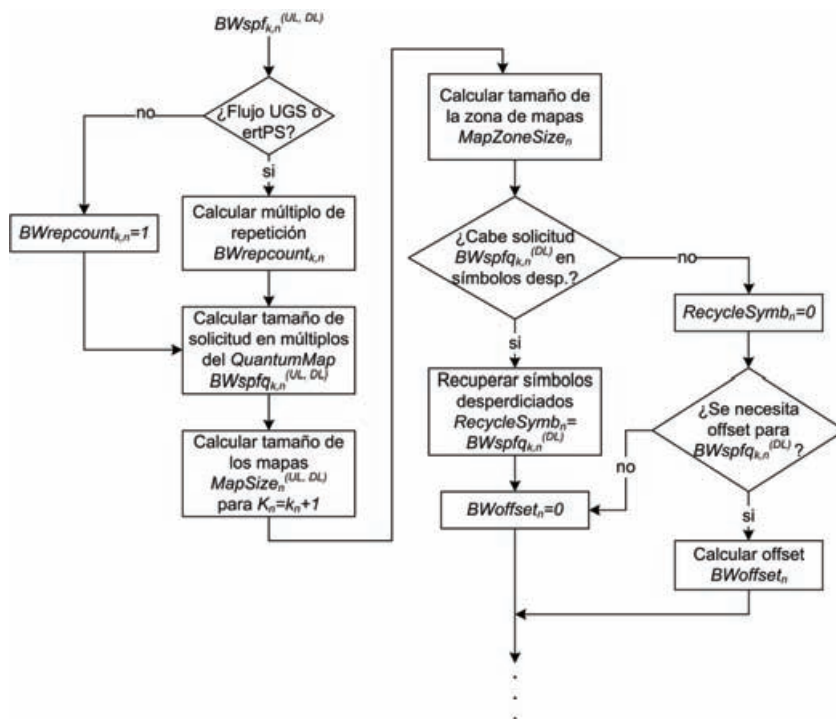 BWspf_{k,n}^{(UL, DL)}
¿Flujo UGS o
ertPS?
no
si
BWrepcount_{k,n}=1
Calcular múltiplo de
repetición
BWrepcount_{k,n}
Calcular tamaño de
solicitud en múltiplos
del QuantumMap
BWspfq_{k,n}^{(UL, DL)}
Calcular tamaño de
los mapas
MapSize_n^{(UL, DL)}
para K_n=k_n+1
Calcular tamaño de
la zona de mapas
MapZoneSize_n
¿Cabe solicitud
BWspfq_{k,n}^{(DL)} en
símbolos desp.?
no
si
Recuperar símbolos
desperdiciados
RecycleSymb_n=
BWspfq_{k,n}^{(DL)}
RecycleSymb_n=0
¿Se necesita
offset para
BWspfq_{k,n}^{(DL)} ?
no
si
BWoffset_n=0
Calcular offset
BWoffset_n